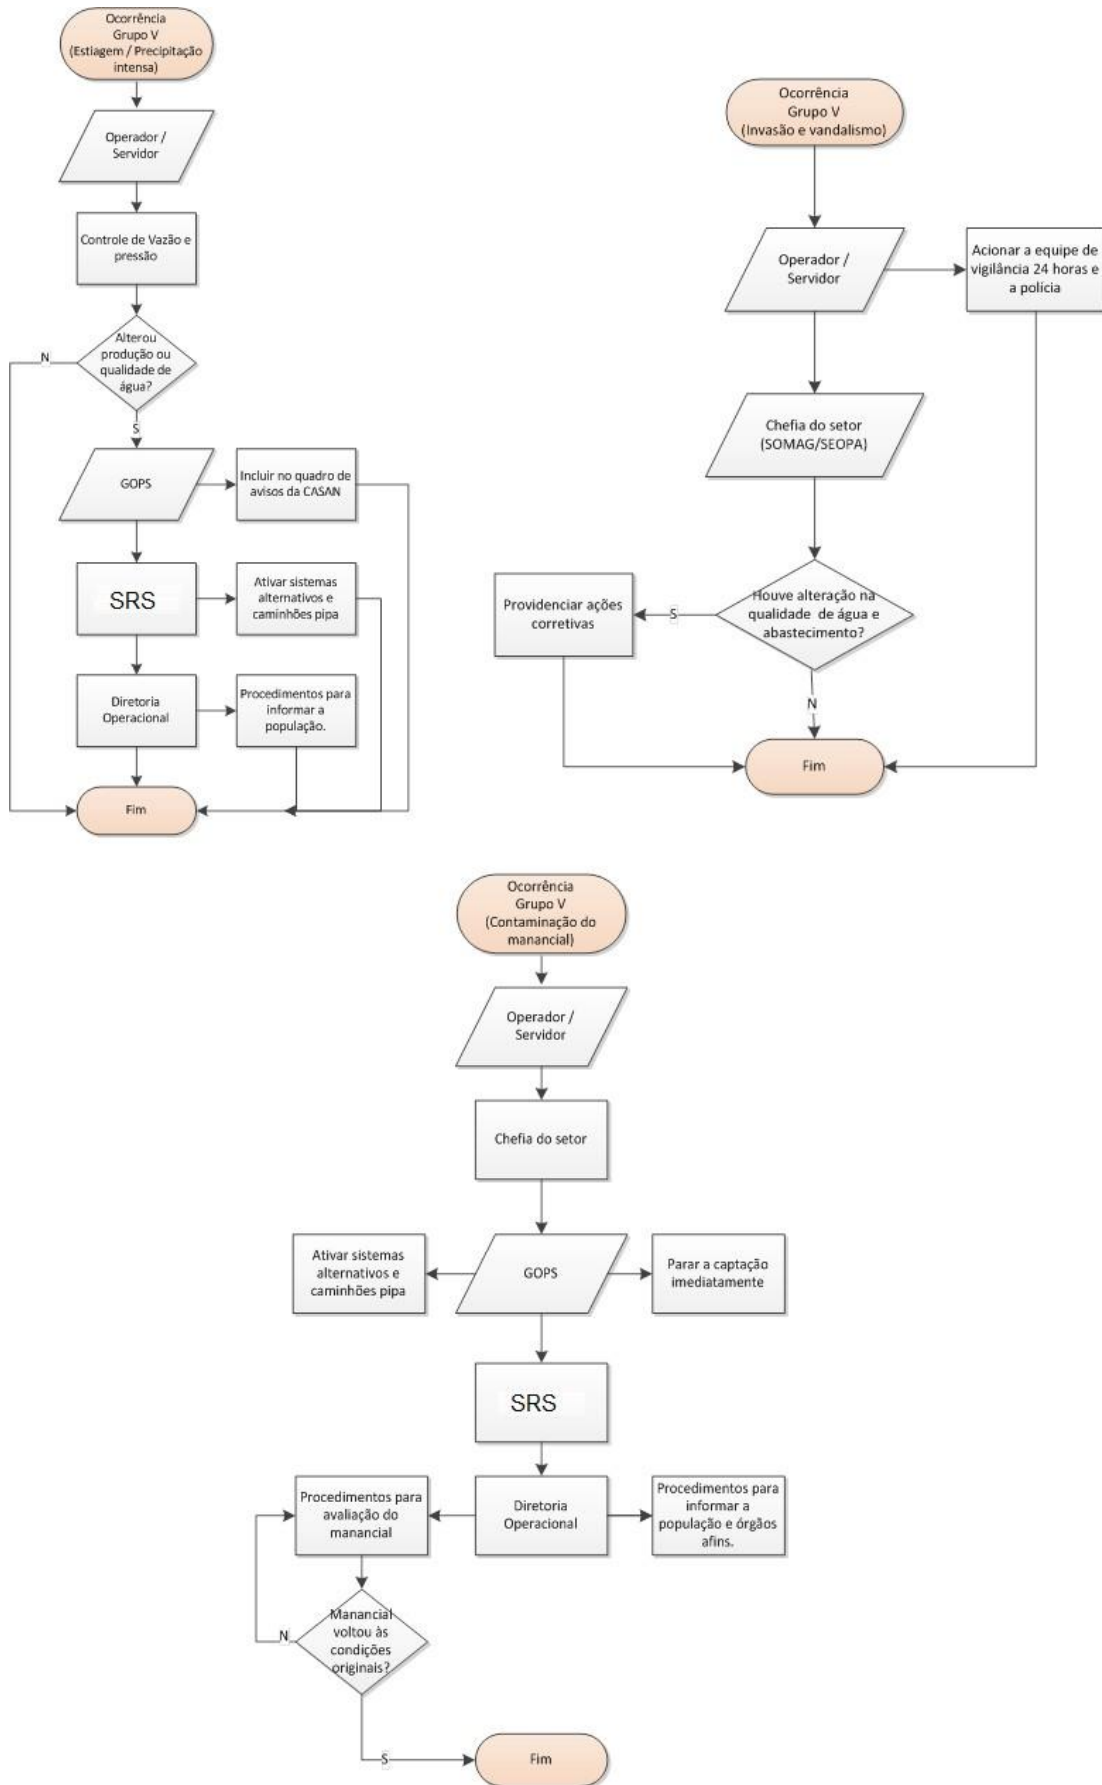 Ocorrência
Grupo V
(Estiagem / Precipitação
intensa)
Operador /
Servidor
Controle de Vazão e
pressão
Alterou
produção ou
qualidade de
água?
N
S
GOPS
Incluir no quadro de
avisos da CASAN
SRS
Ativar sistemas
alternativos e
caminhões pipa
Diretoria
Operacional
Procedimentos para
informar a
população.
Fim
Ocorrência
Grupo V
(Invasão e vandalismo)
Operador /
Servidor
Acionar a equipe de
vigilância 24 horas e
a polícia
Chefia do setor
(SOMAG/SEOPA)
Houve alteração na
qualidade de água e
abastecimento?
S
Providenciar ações
corretivas
N
Fim
Ocorrência
Grupo V
(Contaminação do
manancial)
Operador /
Servidor
Chefia do setor
Ativar sistemas
alternativos e
caminhões pipa
GOPS
Parar a captação
imediatamente
SRS
Procedimentos para
avaliação do
manancial
Diretoria
Operacional
Procedimentos para
informar a
população e órgãos
afins.
Manancial
voltou às
condições
originais?
N
S
Fim